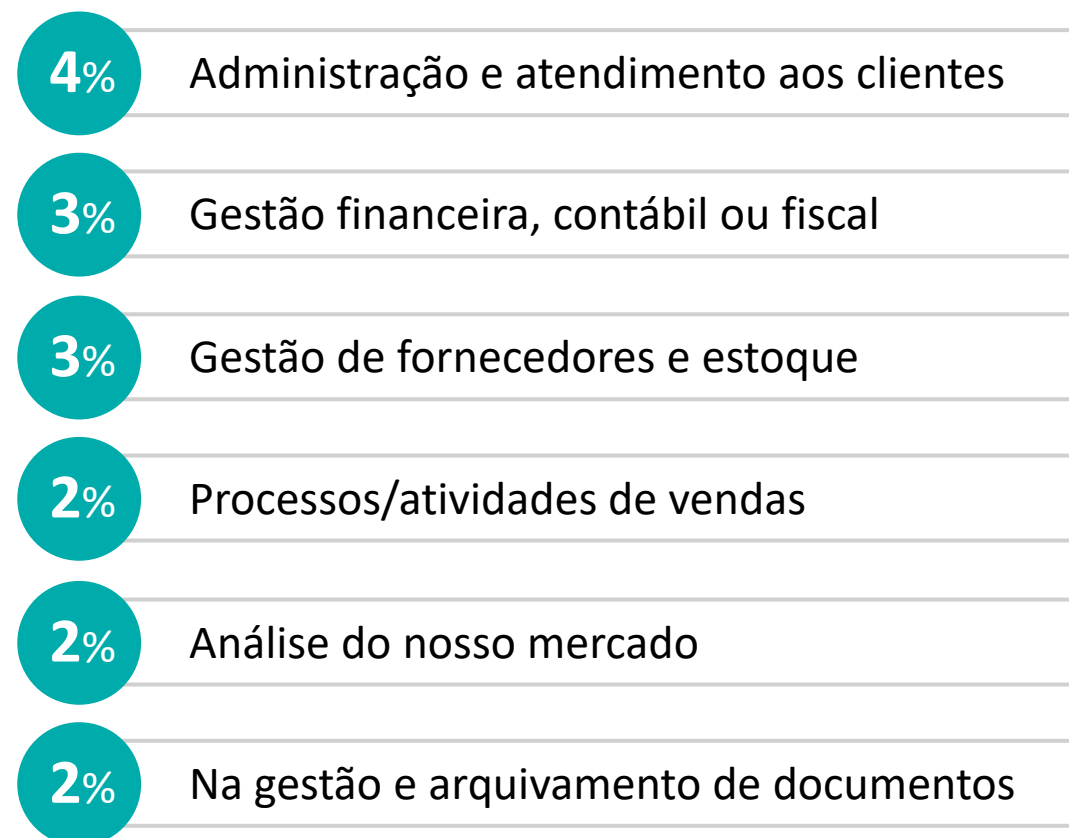 4% Administração e atendimento aos clientes
3% Gestão financeira, contábil ou fiscal
3% Gestão de fornecedores e estoque
2% Processos/atividades de vendas
2% Análise do nosso mercado
2% Na gestão e arquivamento de documentos